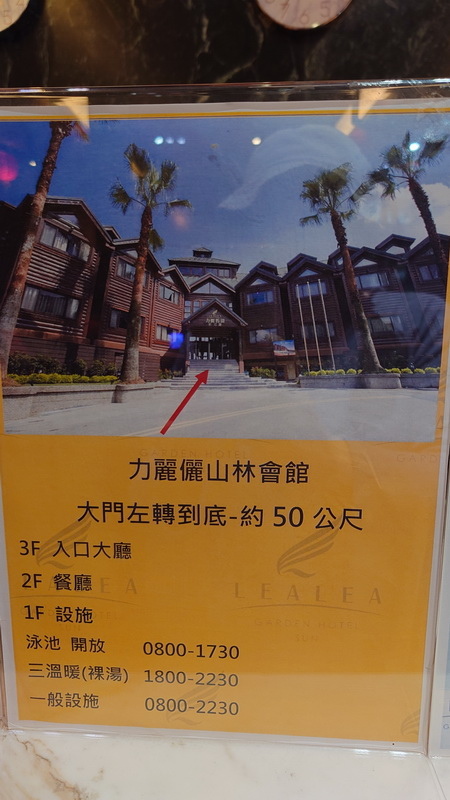 力麗儷山林會館
大門左轉到底-約 50 公尺
3F 入口大廳
2F 餐廳
1F 設施
泳池 開放 0800-1730
三溫暖(裸湯) 1800-2230
一般設施 0800-2230
LEALEA
GARDEN HOTEL